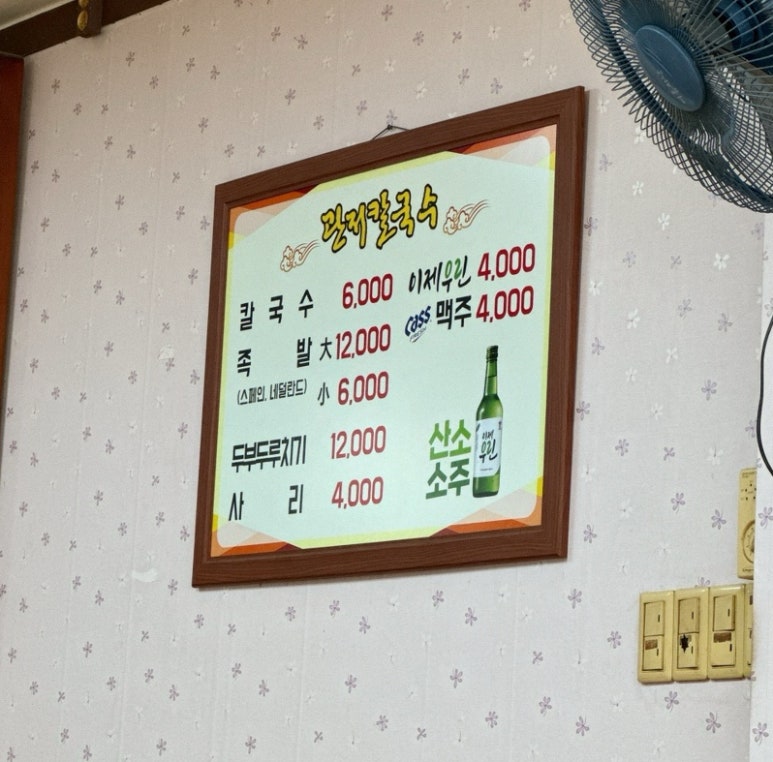 관저칼국수
칼국수 6,000
족발 大 12,000
(스페인, 네덜란드) 小 6,000
두부두루치기 12,000
사리 4,000
이제우린 4,000
Cass 맥주 4,000
산소
소주
이제
우린